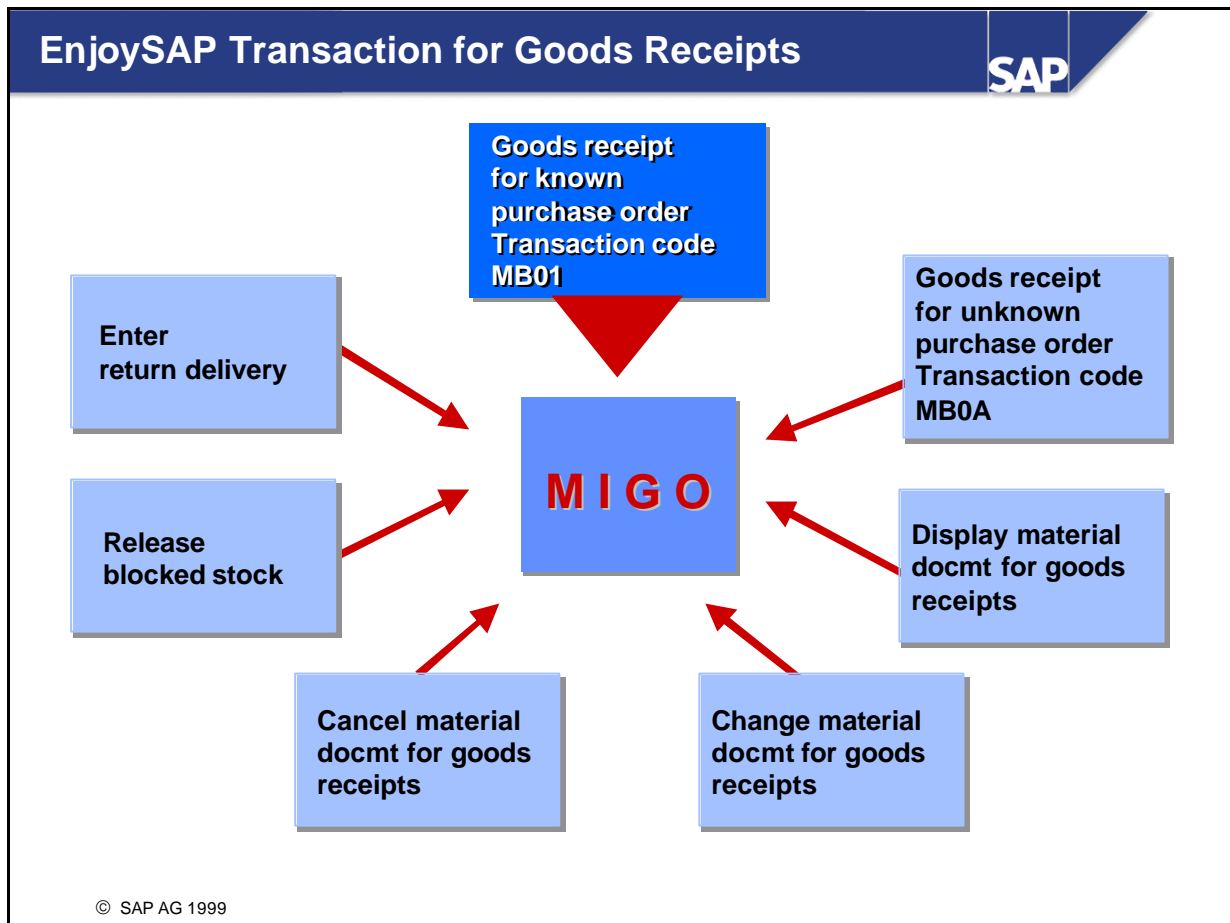 EnjoySAP Transaction for Goods Receipts
SAP
Goods receipt
for known
purchase order
Transaction code
MB01
Goods receipt
for unknown
purchase order
Transaction code
MB0A
Enter
return delivery
M I G O
Release
blocked stock
Display material
docmt for goods
receipts
Cancel material
docmt for goods
receipts
Change material
docmt for goods
receipts
© SAP AG 1999